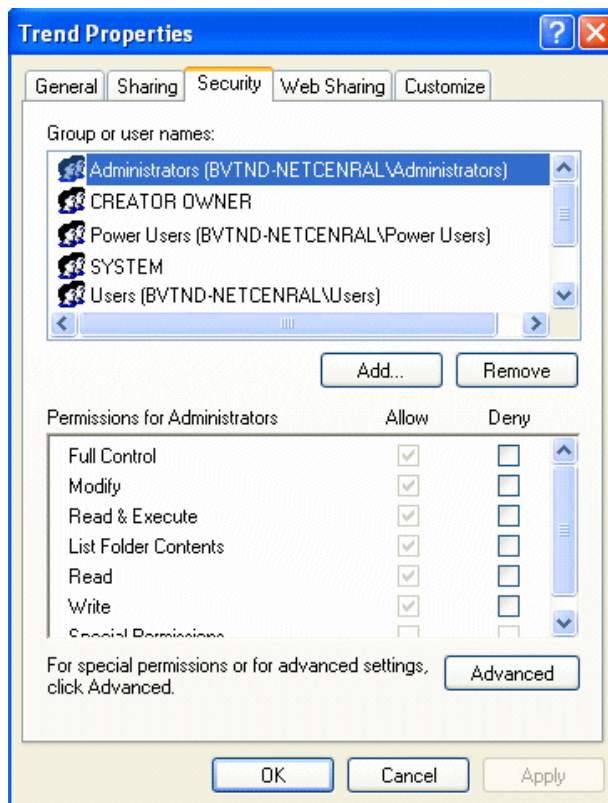 Trend Properties
General Sharing Security Web Sharing Customize
Group or user names:
Administrators (BVTND-NETCENRAL\Administrators)
CREATOR OWNER
Power Users (BVTND-NETCENRAL\Power Users)
SYSTEM
Users (BVTND-NETCENRAL\Users)
Add... Remove
Permissions for Administrators Allow Deny
Full Control
Modify
Read & Execute
List Folder Contents
Read
Write
Special Permissions
For special permissions or for advanced settings,
click Advanced.
Advanced
OK Cancel Apply